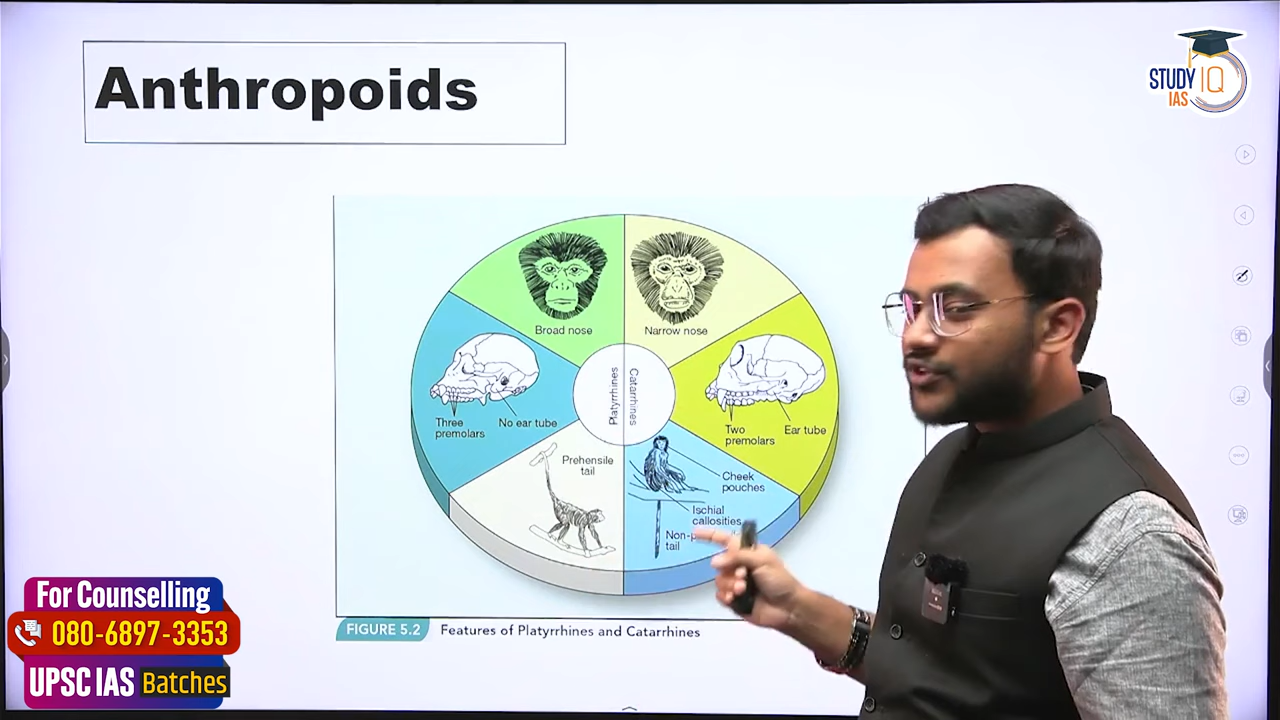 Anthropoids
STUDY IQ
IAS
Broad nose
Narrow nose
Three
premolars
No ear tube
Platyrrhines
Catarrhines
Two
premolars
Ear tube
Prehensile
tail
Cheek
pouches
Ischial
callosities
tail
FIGURE 5.2
Features of Platyrrhines and Catarrhines
For Counselling
080-6897-3353
UPSC IAS Batches